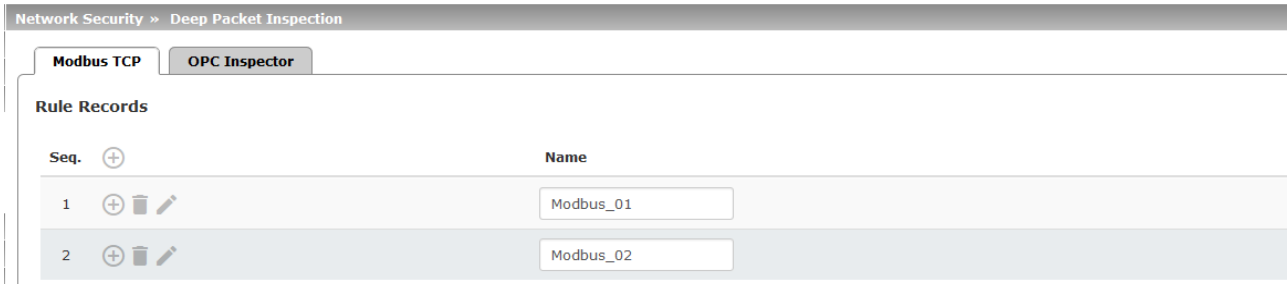 Network Security » Deep Packet Inspection
Modbus TCP OPC Inspector
Rule Records
Seq. Name
1 Modbus_01
2 Modbus_02